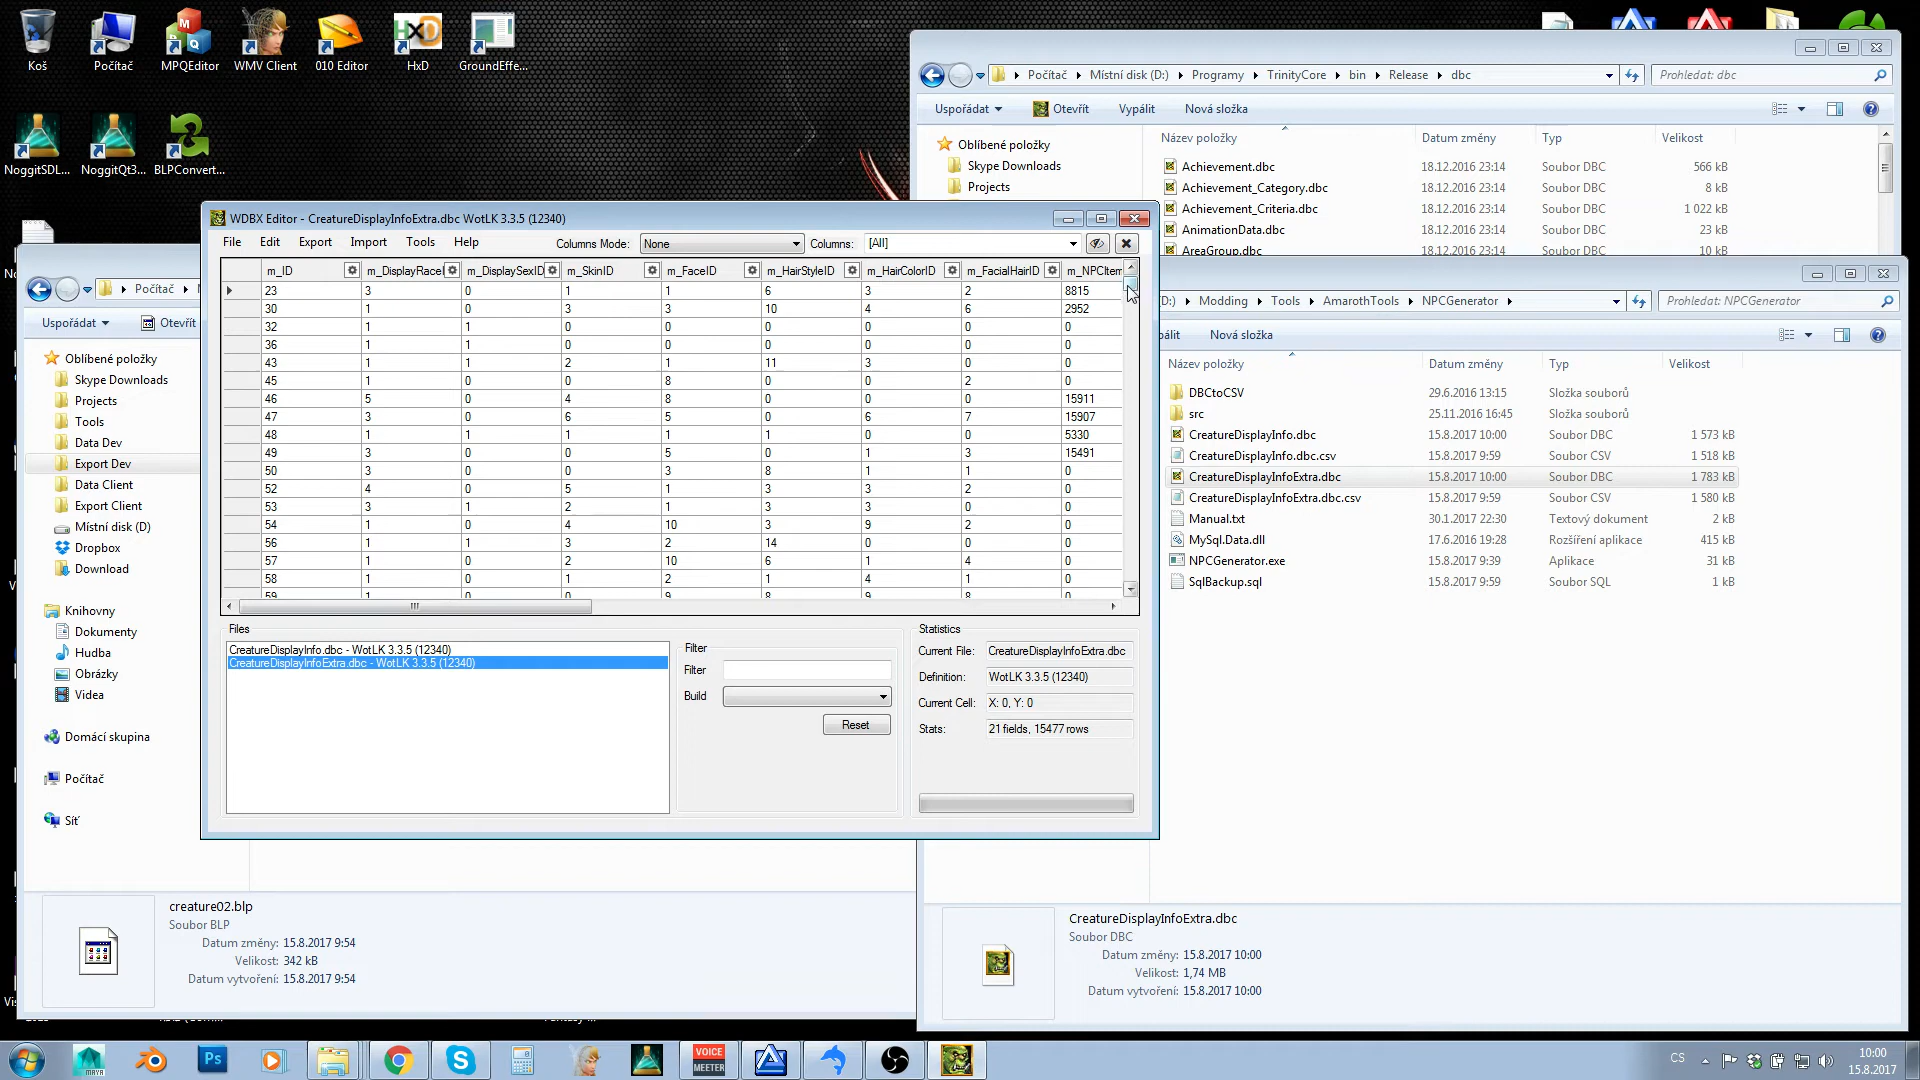 Koš
Počítač
MPQEditor
WMV Client
010 Editor
HxD
GroundEffe...
NoggitSDL...
NoggitQt3...
BLPConvert...
Počítač
Místní disk (D:)
Programy
TrinityCore
bin
Release
dbc
Prohledat: dbc
Uspořádat
Otevřít
Vypálit
Nová složka
Oblíbené položky
Skype Downloads
Projects
Název položky
Datum změny
Typ
Velikost
Achievement.dbc 18.12.2016 23:14 Soubor DBC 566 kB
Achievement_Category.dbc 18.12.2016 23:14 Soubor DBC 8 kB
Achievement_Criteria.dbc 18.12.2016 23:14 Soubor DBC 1 022 kB
AnimationData.dbc 18.12.2016 23:14 Soubor DBC 23 kB
AreaGroup.dbc 18.12.2016 23:14 Soubor DBC 10 kB
WDBX Editor - CreatureDisplayInfoExtra.dbc WotLK 3.3.5 (12340)
File Edit Export Import Tools Help
Columns Mode: None
Columns: [All]
m_ID m_DisplayRaceI m_DisplaySexID m_SkinID m_FaceID m_HairStyleID m_HairColorID m_FacialHairID m_NPCItem
23 3 0 1 1 6 3 2 8815
30 1 0 3 3 10 4 6 2952
32 1 1 0 0 0 0 0 0
36 1 1 0 0 0 0 0 0
43 1 1 2 1 11 3 0 0
45 1 0 0 8 0 0 2 0
46 5 0 4 8 0 0 0 15911
47 3 0 6 5 0 6 7 15907
48 1 1 1 1 1 0 0 5330
49 3 0 0 5 0 1 3 15491
50 3 0 0 3 8 1 1 0
52 4 0 5 1 3 3 2 0
53 3 1 2 1 3 3 0 0
54 1 0 4 10 3 9 2 0
56 1 1 3 2 14 0 0 0
57 1 0 2 10 6 1 4 0
58 1 0 1 2 1 4 1 0
59 1 0 0 9 8 9 8 0
Files
CreatureDisplayInfo.dbc - WotLK 3.3.5 (12340)
CreatureDisplayInfoExtra.dbc - WotLK 3.3.5 (12340)
Filter
Filter
Build
Reset
Statistics
Current File: CreatureDisplayInfoExtra.dbc
Definition: WotLK 3.3.5 (12340)
Current Cell: X: 0, Y: 0
Stats: 21 fields, 15477 rows
Počítač
Uspořádat
Otevřít
Oblíbené položky
Skype Downloads
Projects
Tools
Data Dev
Export Dev
Data Client
Export Client
Místní disk (D)
Dropbox
Download
Knihovny
Dokumenty
Hudba
Obrázky
Videa
Domácí skupina
Počítač
Síť
creature02.blp
Soubor BLP
Datum změny: 15.8.2017 9:54
Velikost: 342 kB
Datum vytvoření: 15.8.2017 9:54
D:)
Modding
Tools
AmarothTools
NPCGenerator
Prohledat: NPCGenerator
pálit
Nová složka
Název položky
Datum změny
Typ
Velikost
DBCtoCSV 29.6.2016 13:15 Složka souborů
src 25.11.2016 16:45 Složka souborů
CreatureDisplayInfo.dbc 15.8.2017 10:00 Soubor DBC 1 573 kB
CreatureDisplayInfo.dbc.csv 15.8.2017 9:59 Soubor CSV 1 518 kB
CreatureDisplayInfoExtra.dbc 15.8.2017 10:00 Soubor DBC 1 783 kB
CreatureDisplayInfoExtra.dbc.csv 15.8.2017 9:59 Soubor CSV 1 580 kB
Manual.txt 30.1.2017 22:30 Textový dokument 2 kB
MySql.Data.dll 17.6.2016 19:28 Rozšíření aplikace 415 kB
NPCGenerator.exe 15.8.2017 9:39 Aplikace 31 kB
SqlBackup.sql 15.8.2017 9:59 Soubor SQL 1 kB
CreatureDisplayInfoExtra.dbc
Soubor DBC
Datum změny: 15.8.2017 10:00
Velikost: 1,74 MB
Datum vytvoření: 15.8.2017 10:00
MAYA
Ps
VOICE
MEETER
CS
10:00
15.8.2017